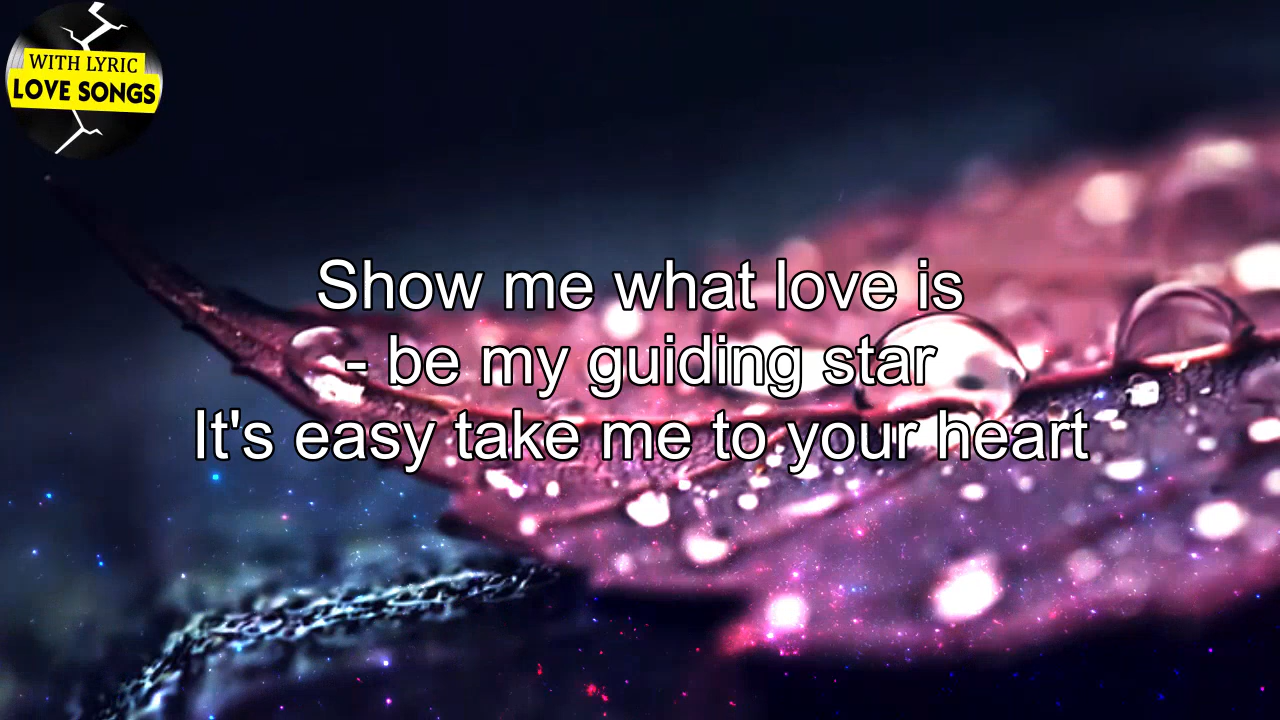 WITH LYRIC
LOVE SONGS
Show me what love is
- be my guiding star
It's easy take me to your heart